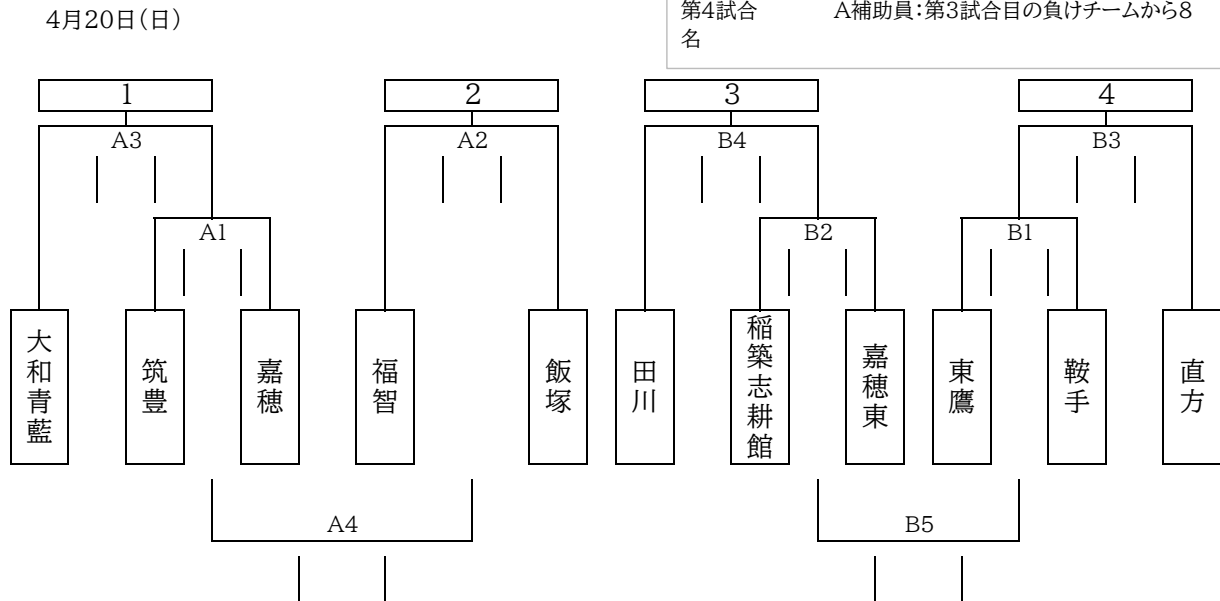 第4試合 A補助員:第3試合目の負けチームから8
名
4月20日(日)
1 2 3 4
A3 A2 B4 B3
A1 B2 B1
大和青藍
筑豊
嘉穂
福智
飯塚
田川
稲築志耕館
嘉穂東
東鷹
鞍手
直方
A4 B5